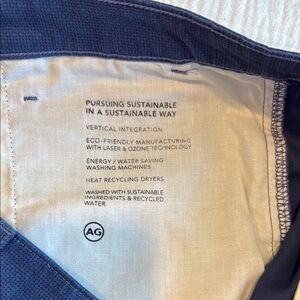 PURSUING SUSTAINABLE
IN A SUSTAINABLE WAY
VERTICAL INTEGRATION
ECO-FRIENDLY MANUFACTURING
WITH LASER & OZONE TECHNOLOGY
ENERGY / WATER SAVING
WASHING MACHINES
HEAT RECYCLING DRYERS
WASHED WITH SUSTAINABLE
INGREDIENTS & RECYCLED
WATER
AG